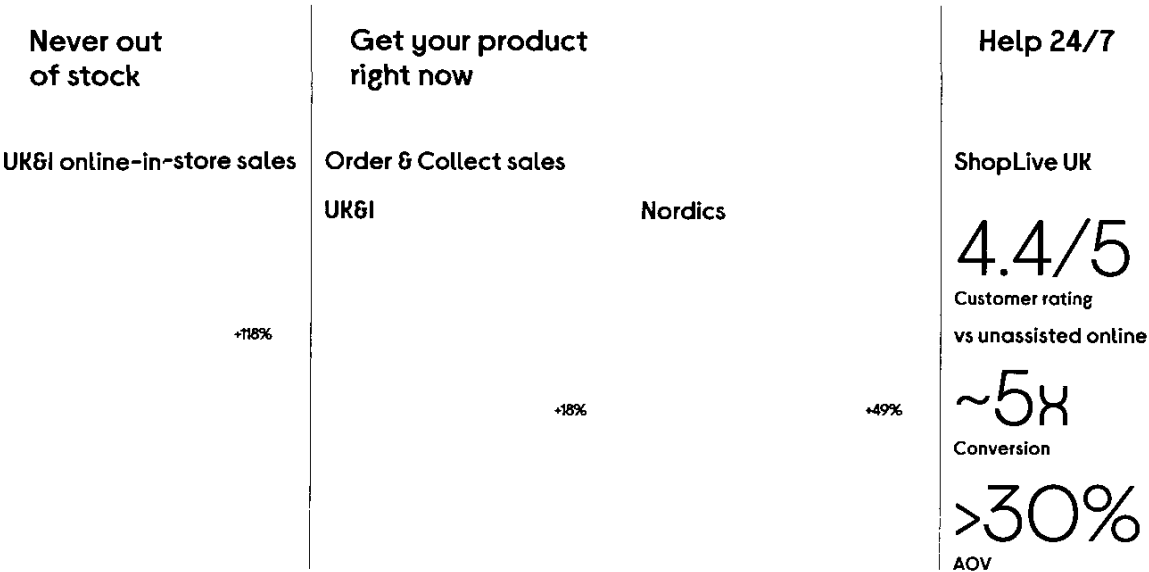 Never out
of stock
UK&I online-in-store sales
+118%
Get your product
right now
Order & Collect sales
UK&I
+18%
Nordics
+49%
Help 24/7
ShopLive UK
4.4/5
Customer rating
vs unassisted online
~5x
Conversion
>30%
AOV